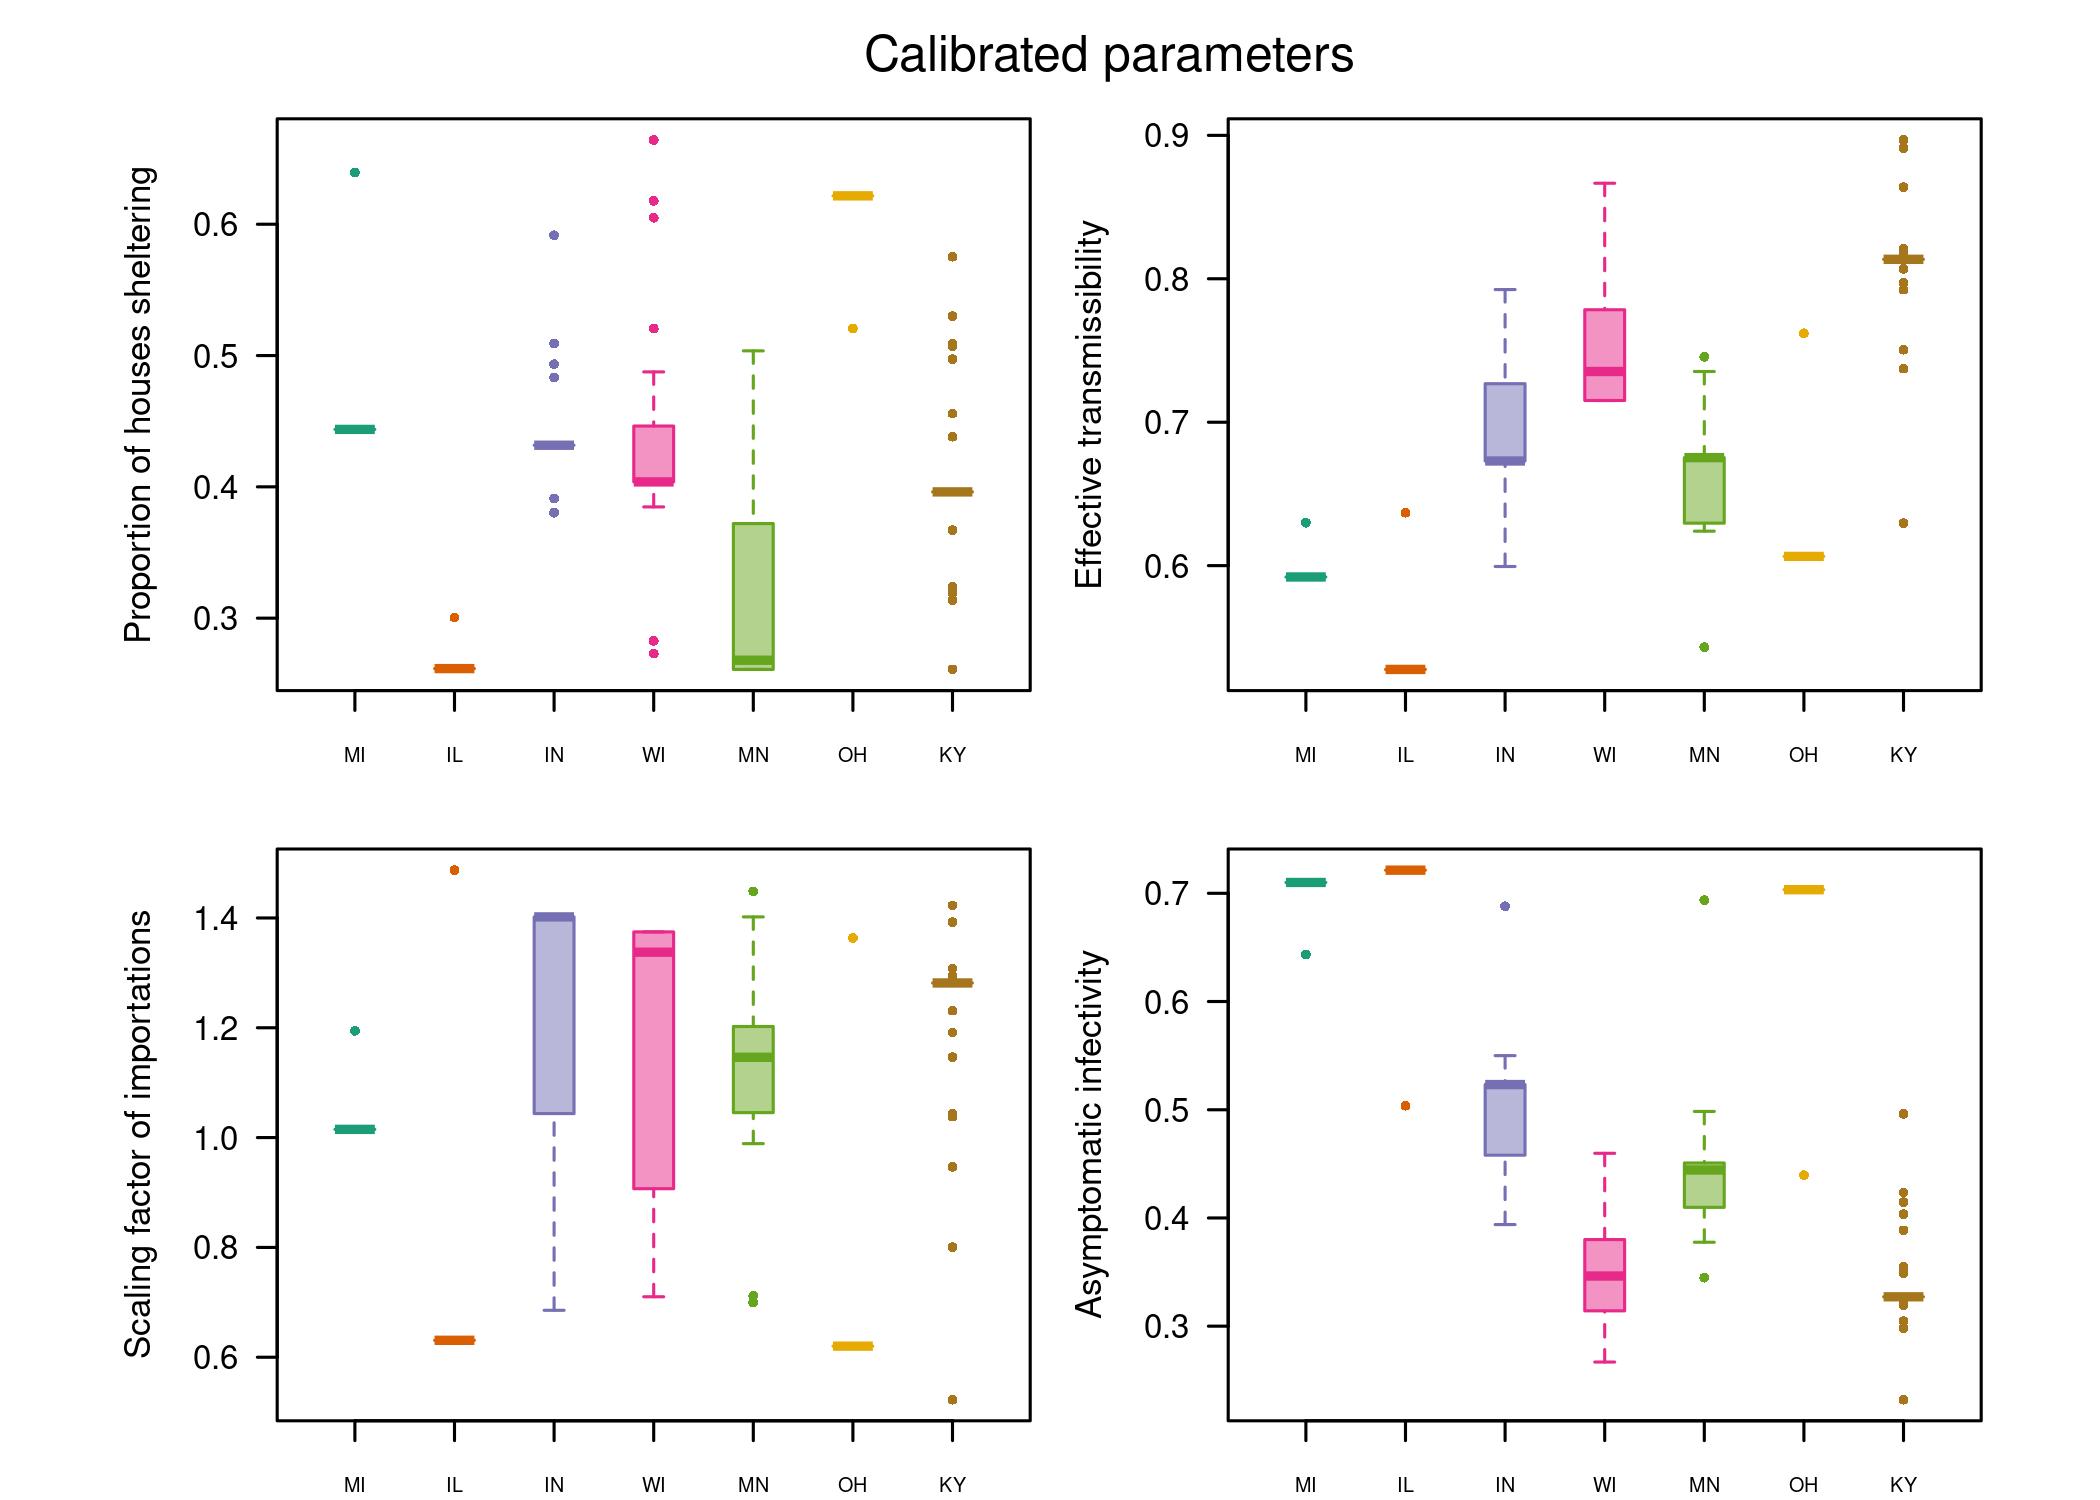 Calibrated parameters
Proportion of houses sheltering
0.6
0.5
0.4
0.3
MI IL IN WI MN OH KY
Effective transmissibility
0.9
0.8
0.7
0.6
MI IL IN WI MN OH KY
Scaling factor of importations
1.4
1.2
1.0
0.8
0.6
MI IL IN WI MN OH KY
Asymptomatic infectivity
0.7
0.6
0.5
0.4
0.3
MI IL IN WI MN OH KY